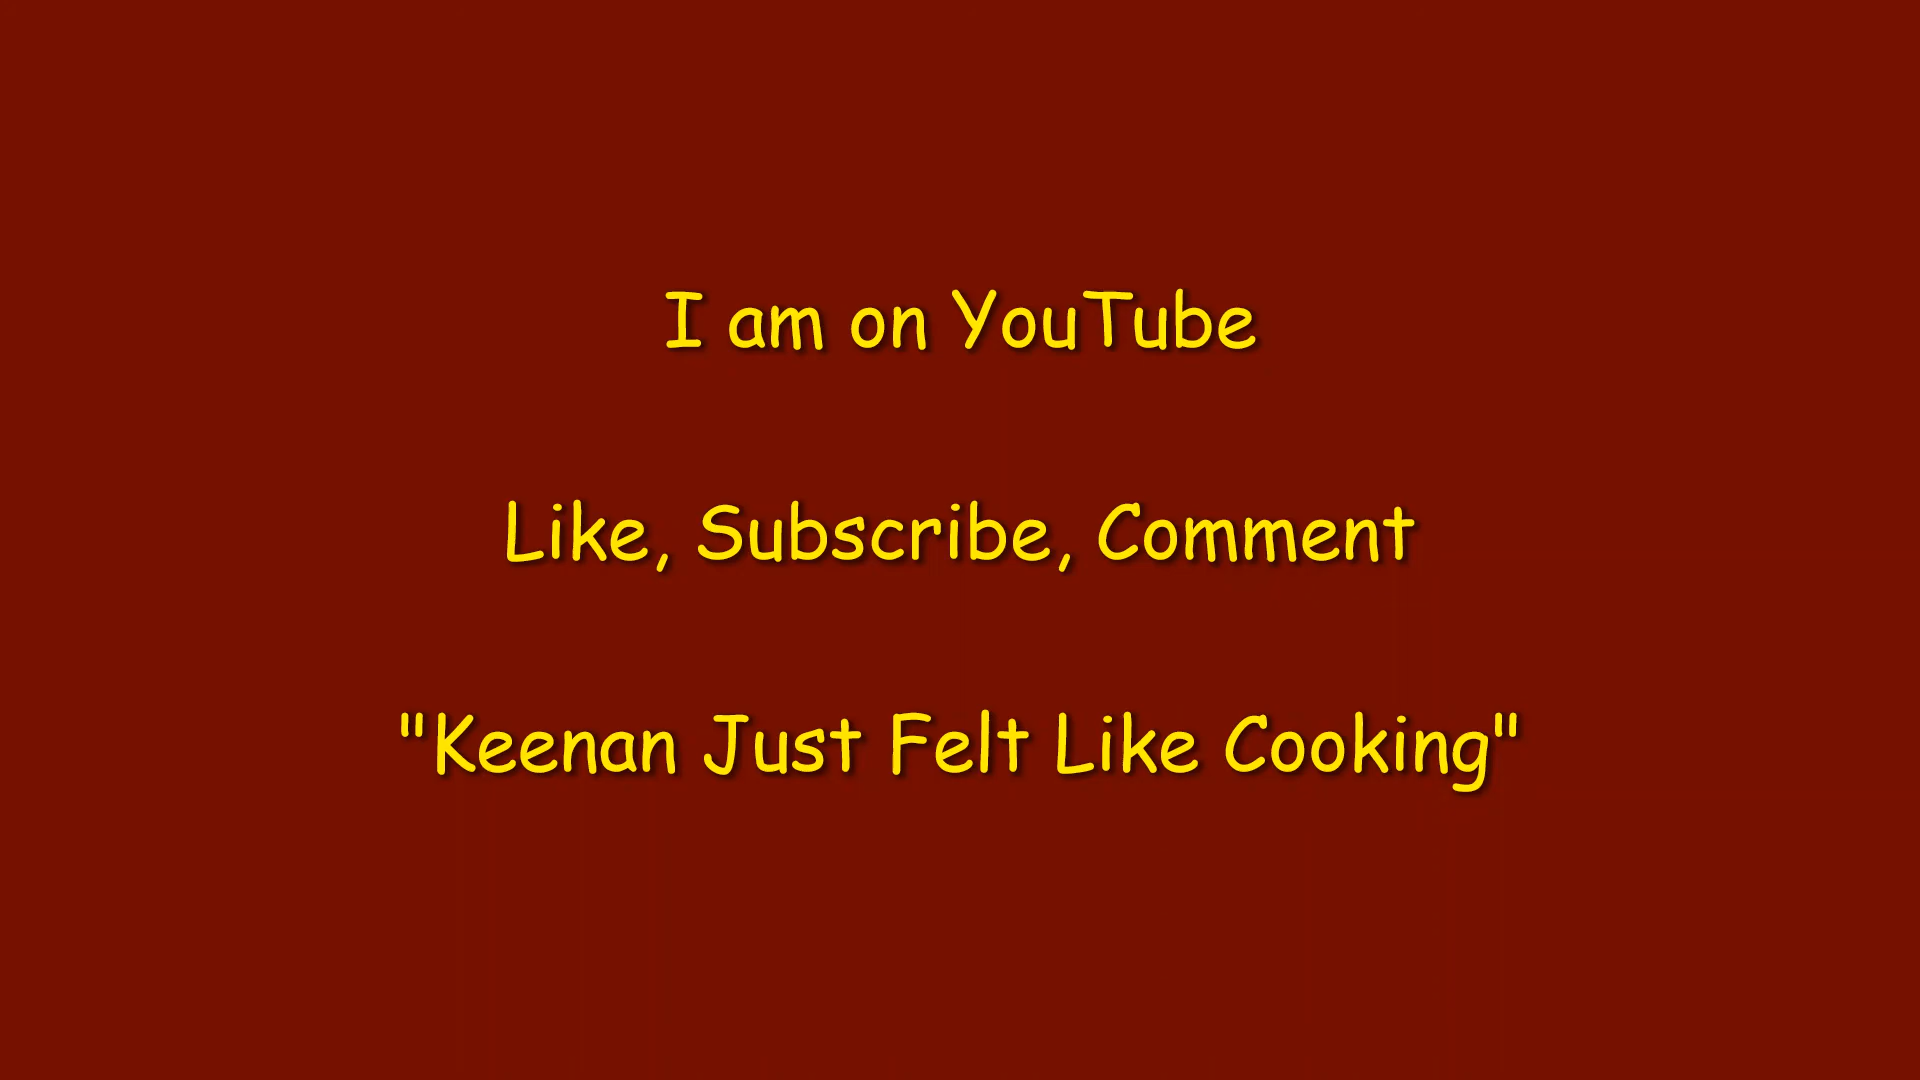 I am on YouTube
Like, Subscribe, Comment
"Keenan Just Felt Like Cooking"